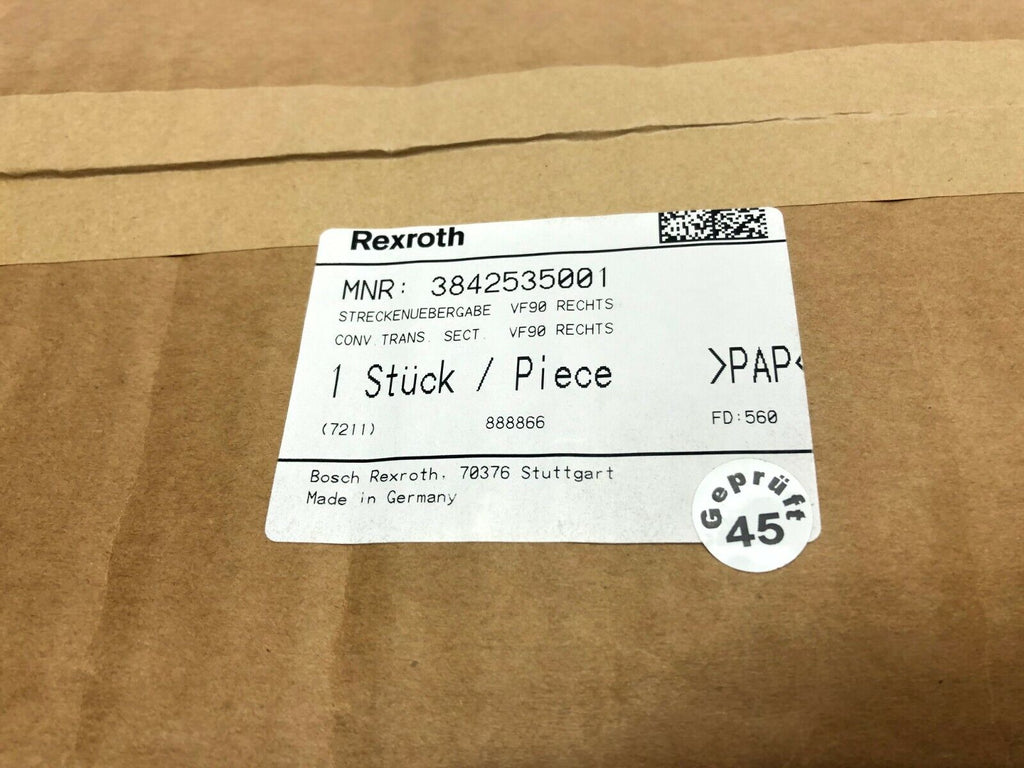 Rexroth
MNR: 3842535001
STRECKENUEBERGABE VF90 RECHTS
CONV.TRANS. SECT. VF90 RECHTS
1 Stück / Piece
>PAP<
(7211)
888866
FD:560
Bosch Rexroth, 70376 Stuttgart
Made in Germany
Geprüft
45